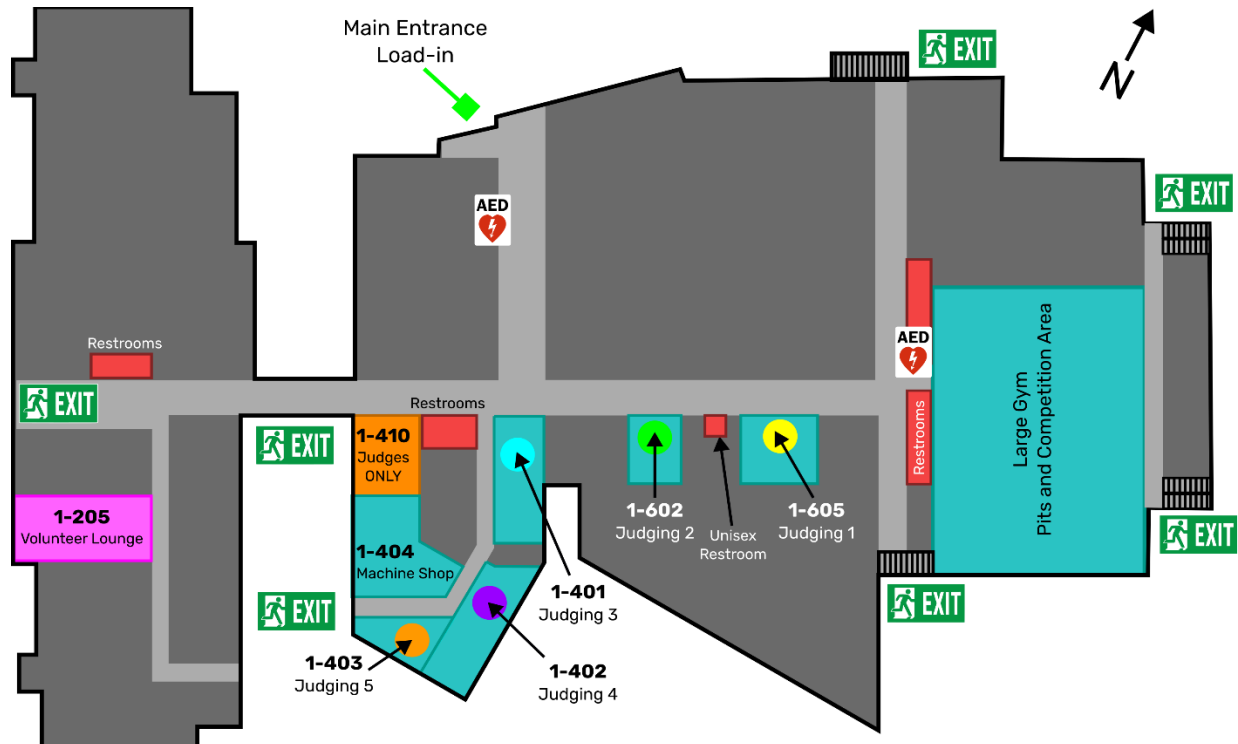 Main Entrance
Load-in
EXIT
N
EXIT
AED
AED
Restrooms
EXIT
Restrooms
EXIT
1-410
Judges
ONLY
Restrooms
Large Gym
Pits and Competition Area
1-205
Volunteer Lounge
1-602
Judging 2
Unisex
Restroom
1-605
Judging 1
1-404
Machine Shop
EXIT
1-401
Judging 3
EXIT
EXIT
1-403
Judging 5
1-402
Judging 4